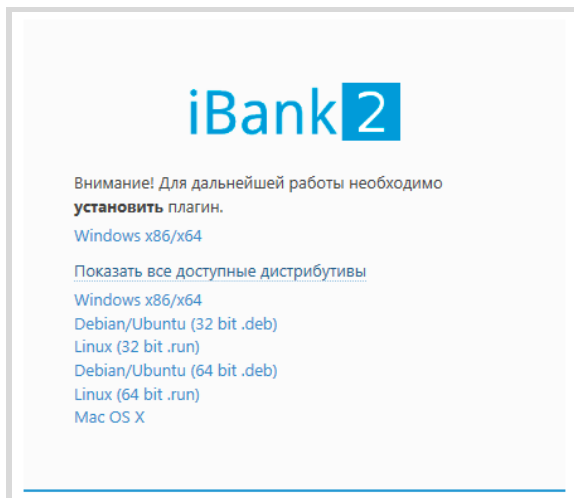 iBank 2
Внимание! Для дальнейшей работы необходимо
установить плагин.
Windows x86/x64
Показать все доступные дистрибутивы
Windows x86/x64
Debian/Ubuntu (32 bit .deb)
Linux (32 bit .run)
Debian/Ubuntu (64 bit .deb)
Linux (64 bit .run)
Mac OS X